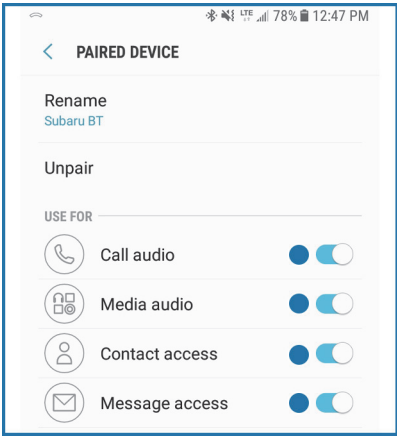 LTE 78% 12:47 PM
PAIRED DEVICE
Rename
Subaru BT
Unpair
USE FOR
Call audio
Media audio
Contact access
Message access